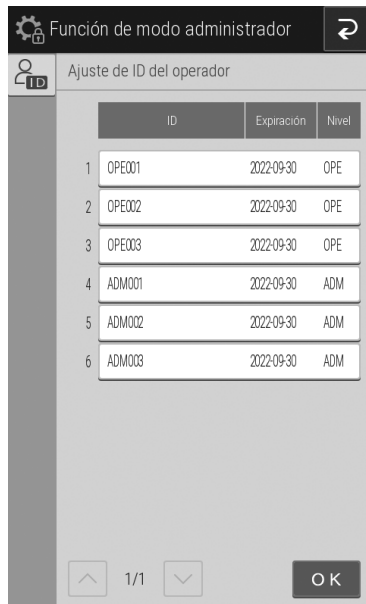 Función de modo administrador
ID
Ajuste de ID del operador
ID Expiración Nivel
1 OPE001 2022-09-30 OPE
2 OPE002 2022-09-30 OPE
3 OPE003 2022-09-30 OPE
4 ADM001 2022-09-30 ADM
5 ADM002 2022-09-30 ADM
6 ADM003 2022-09-30 ADM
1/1 OK